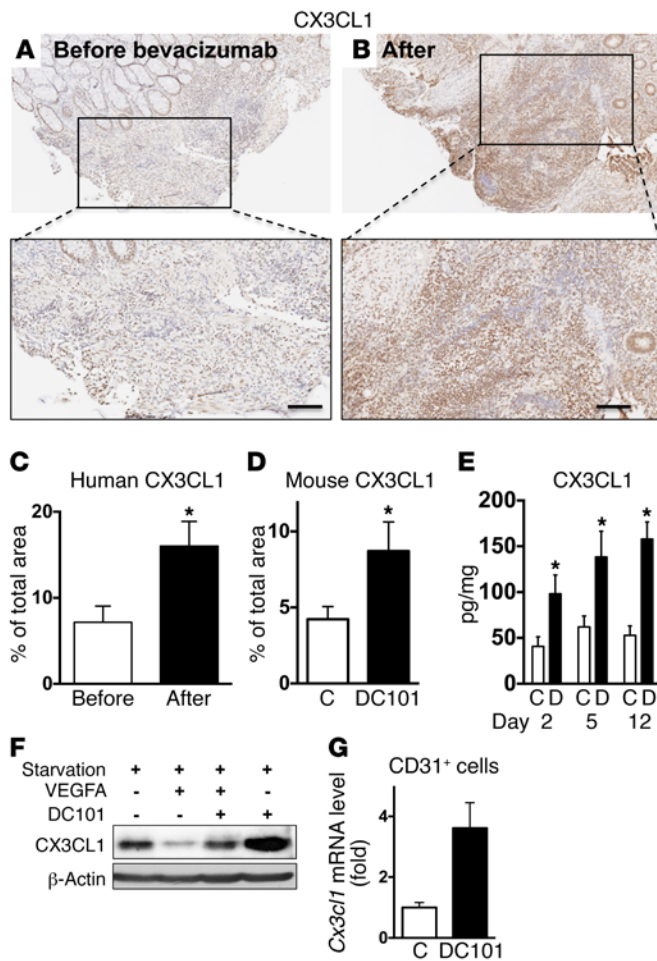 CX3CL1
A Before bevacizumab
B After
C
Human CX3CL1
% of total area
20
10
0
*
Before After
D
Mouse CX3CL1
% of total area
10
5
0
*
C DC101
E
CX3CL1
pg/mg
200
150
100
50
0
* * *
C D C D C D
Day 2 5 12
F
Starvation + + + +
VEGFA - + + -
DC101 - - + +
CX3CL1
β-Actin
G
CD31⁺ cells
Cx3cl1 mRNA level
(fold)
4
2
0
C DC101